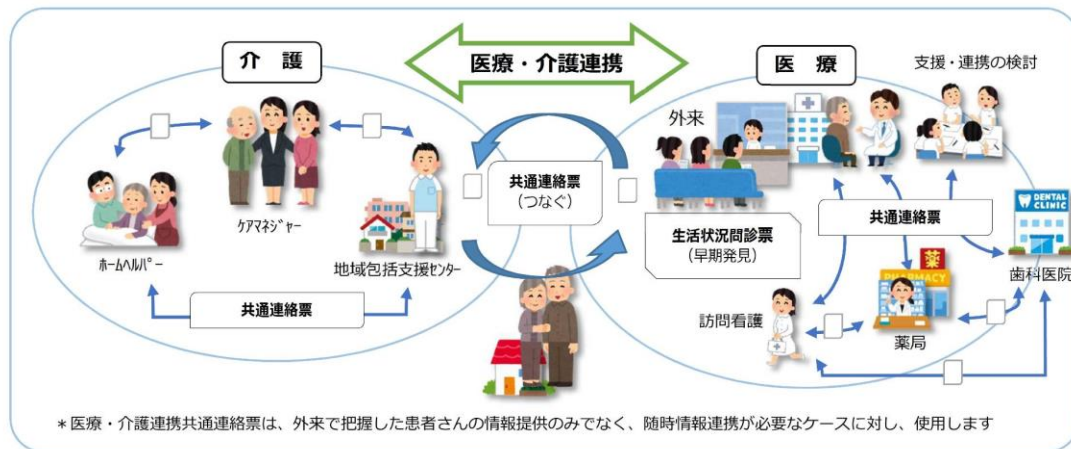 医療・介護連携
介 護
医 療
支援・連携の検討
外来
共通連絡票
(つなぐ)
ｹｱﾏﾈｼﾞｬｰ
生活状況問診票
(早期発見)
共通連絡票
DENTAL
CLINIC
歯科医院
ﾎｰﾑﾍﾙﾊﾟｰ
地域包括支援ｾﾝﾀｰ
薬
PHARMACY
共通連絡票
訪問看護
薬局
＊医療・介護連携共通連絡票は、外来で把握した患者さんの情報提供のみでなく、随時情報連携が必要なケースに対し、使用します